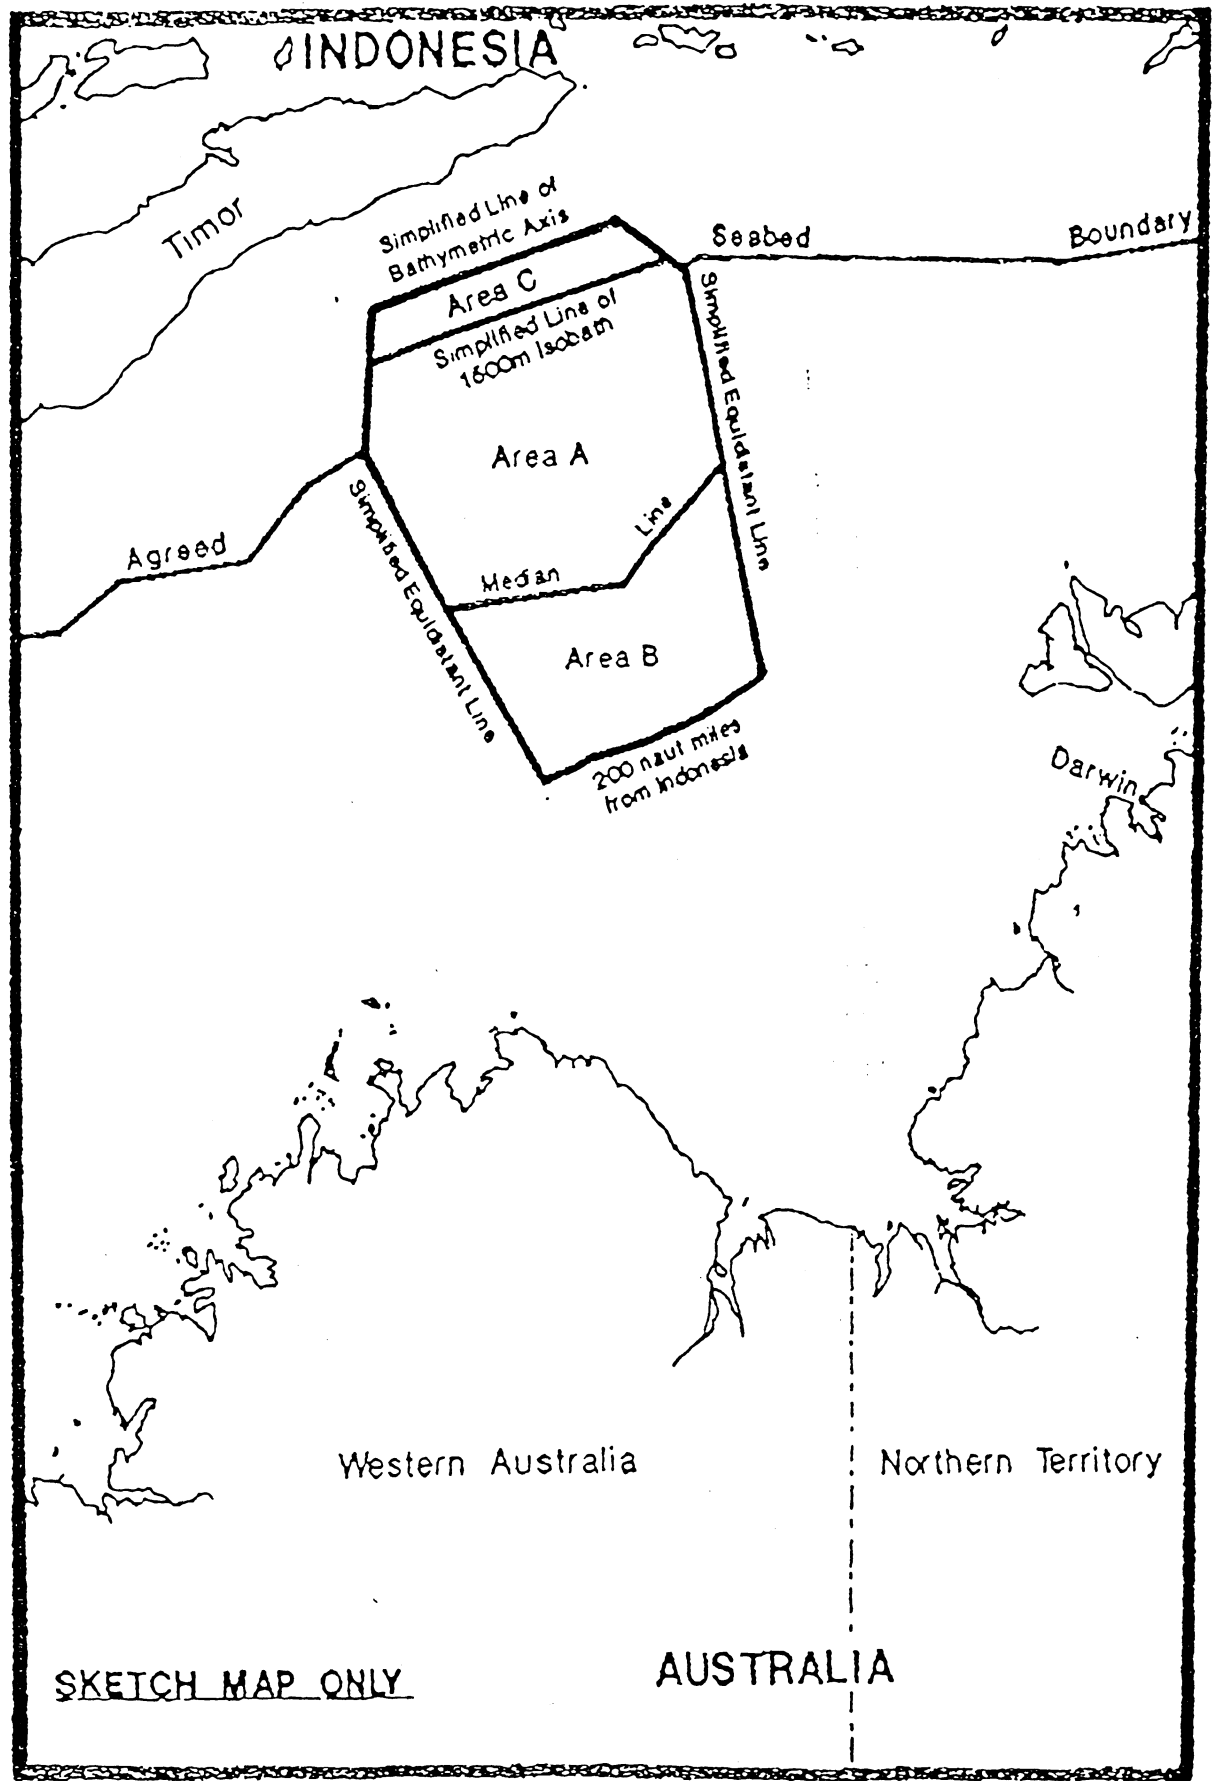 INDONESIA
Timor
Simplified Line of
Bathymetric Axis
Seabed
Boundary
Area C
Simplified Line of
1500m Isobath
Simplified Equidistant Line
Area A
Agreed
Simplified Equidistant Line
Median
Line
Area B
200 naut miles
from Indonesia
Darwin
Western Australia
Northern Territory
AUSTRALIA
SKETCH MAP ONLY